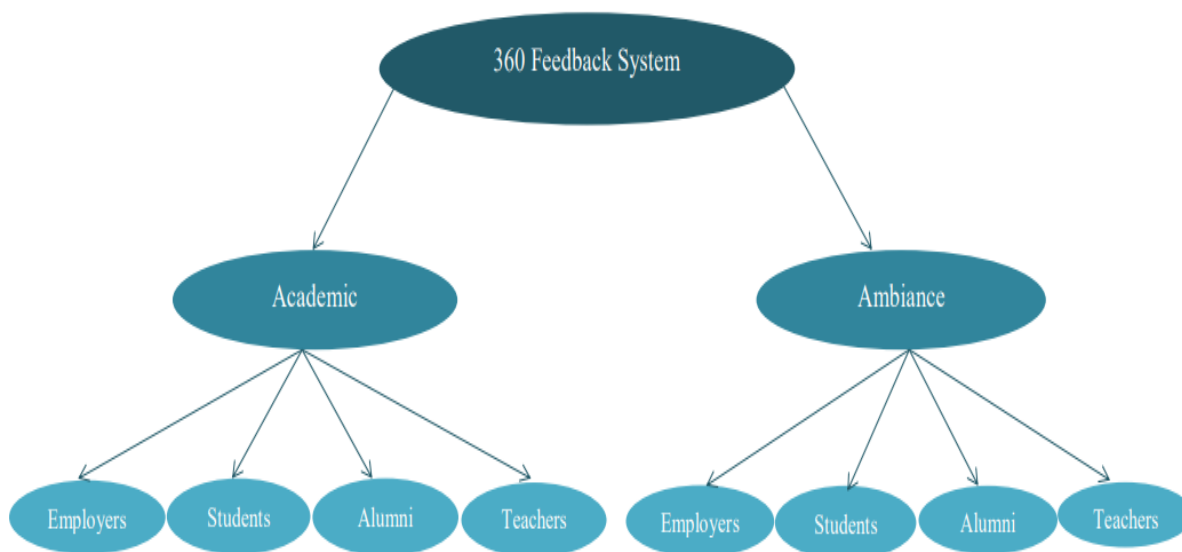 360 Feedback System
Academic
Ambiance
Employers
Students
Alumni
Teachers
Employers
Students
Alumni
Teachers